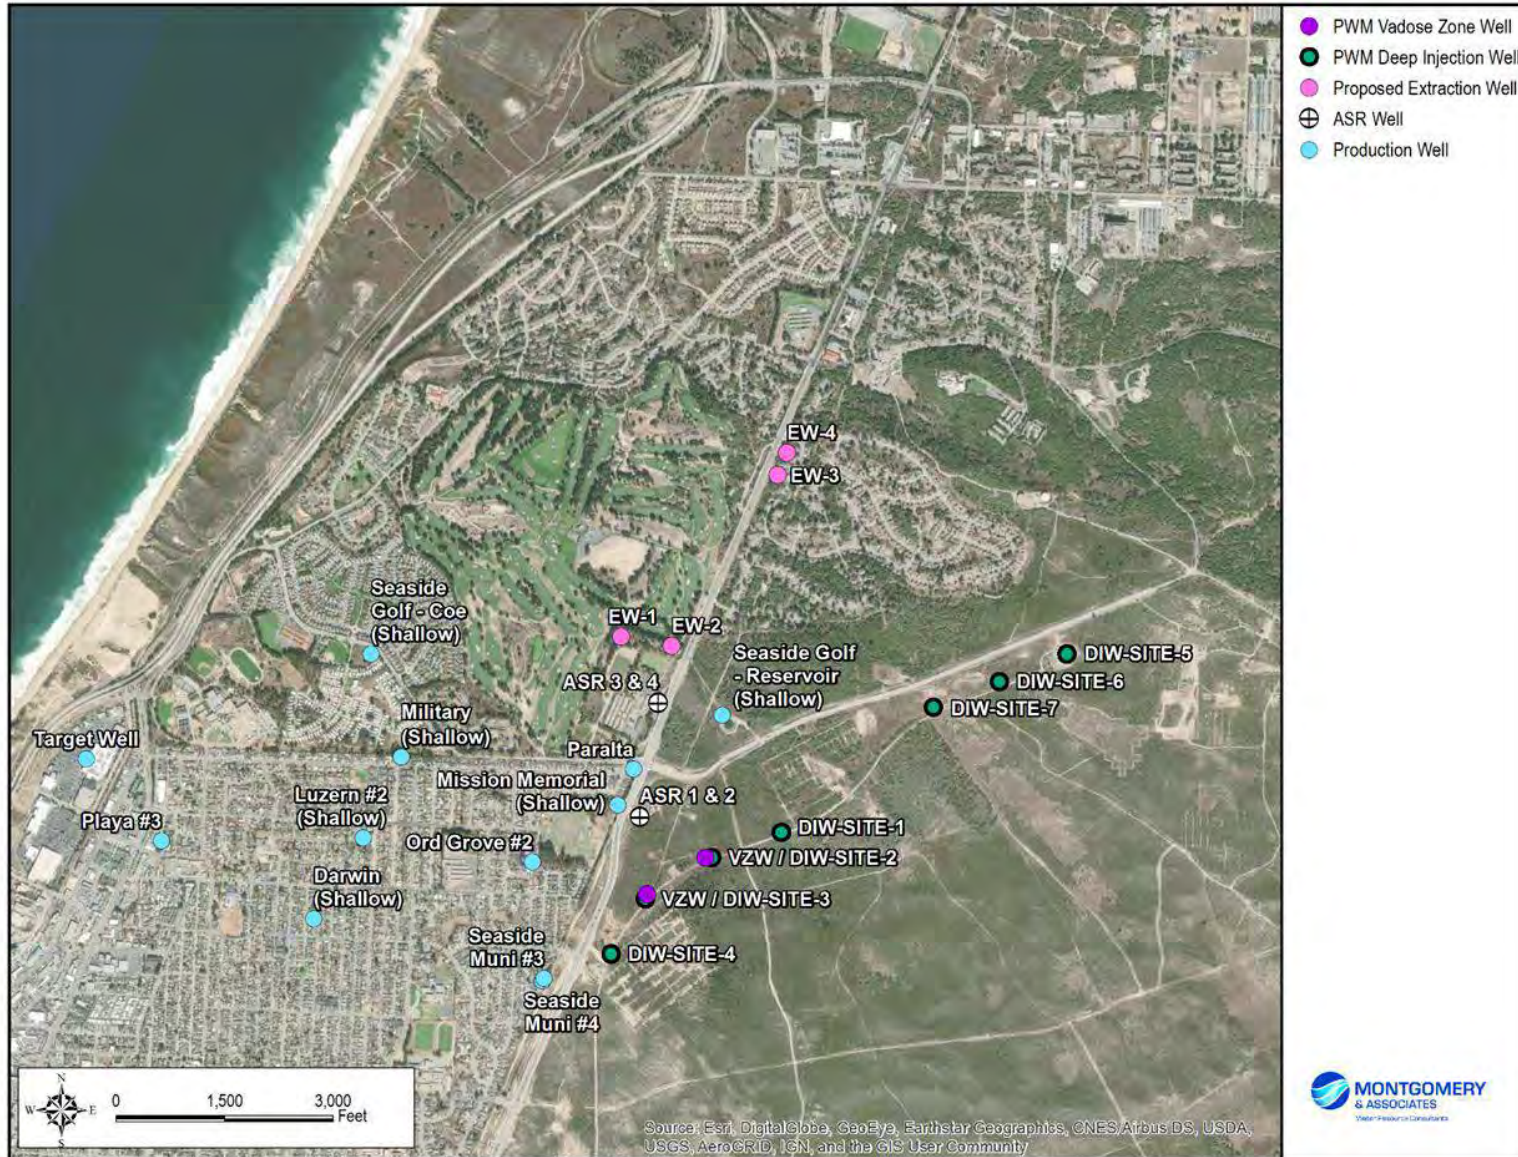 PWM Vadose Zone Well
PWM Deep Injection Well
Proposed Extraction Well
ASR Well
Production Well
EW-4
EW-3
Seaside
Golf - Coe
(Shallow)
EW-1
EW-2
Seaside Golf
- Reservoir
(Shallow)
DIW-SITE-5
DIW-SITE-6
DIW-SITE-7
ASR 3 & 4
Military
(Shallow)
Target Well
Paralta
Mission Memorial
(Shallow)
ASR 1 & 2
Luzern #2
(Shallow)
Playa #3
Ord Grove #2
DIW-SITE-1
VZW / DIW-SITE-2
Darwin
(Shallow)
VZW / DIW-SITE-3
Seaside
Muni #3
DIW-SITE-4
Seaside
Muni #4
N
W E
S
0 1,500 3,000
Feet
Source: Esri, DigitalGlobe, GeoEye, Earthstar Geographics, CNES/Airbus DS, USDA,
USGS, AeroGRID, IGN, and the GIS User Community
MONTGOMERY
& ASSOCIATES
Water Resource Consultants